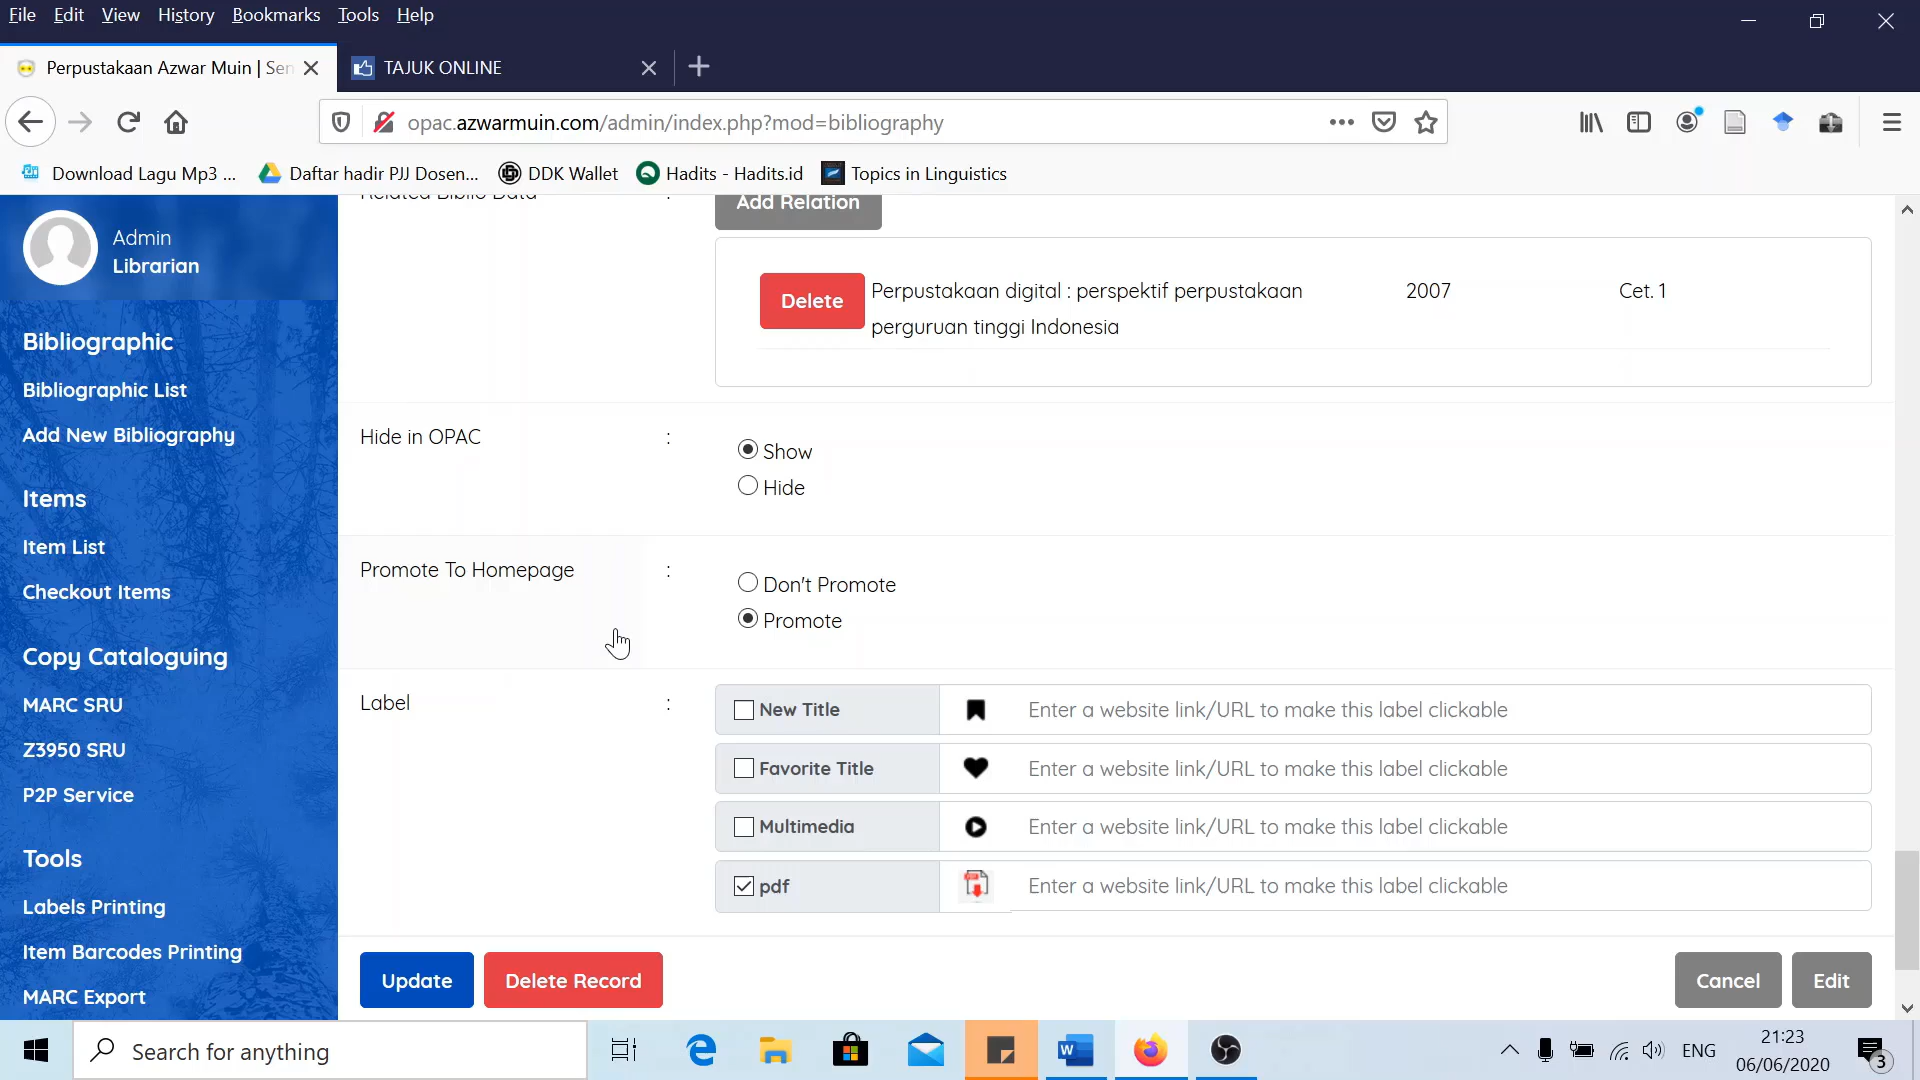 File Edit View History Bookmarks Tools Help
Perpustakaan Azwar Muin | Sen
TAJUK ONLINE
opac.azwarmuin.com/admin/index.php?mod=bibliography
Download Lagu Mp3 ...
Daftar hadir PJJ Dosen...
DDK Wallet
Hadits - Hadits.id
Topics in Linguistics
Admin
Librarian
Bibliographic
Bibliographic List
Add New Bibliography
Items
Item List
Checkout Items
Copy Cataloguing
MARC SRU
Z3950 SRU
P2P Service
Tools
Labels Printing
Item Barcodes Printing
MARC Export
Related Biblio Data :
Add Relation
Delete
Perpustakaan digital : perspektif perpustakaan
perguruan tinggi Indonesia
2007
Cet. 1
Hide in OPAC :
Show
Hide
Promote To Homepage :
Don't Promote
Promote
Label :
New Title Enter a website link/URL to make this label clickable
Favorite Title Enter a website link/URL to make this label clickable
Multimedia Enter a website link/URL to make this label clickable
pdf Enter a website link/URL to make this label clickable
Update
Delete Record
Cancel
Edit
Search for anything
ENG
21:23
06/06/2020
3